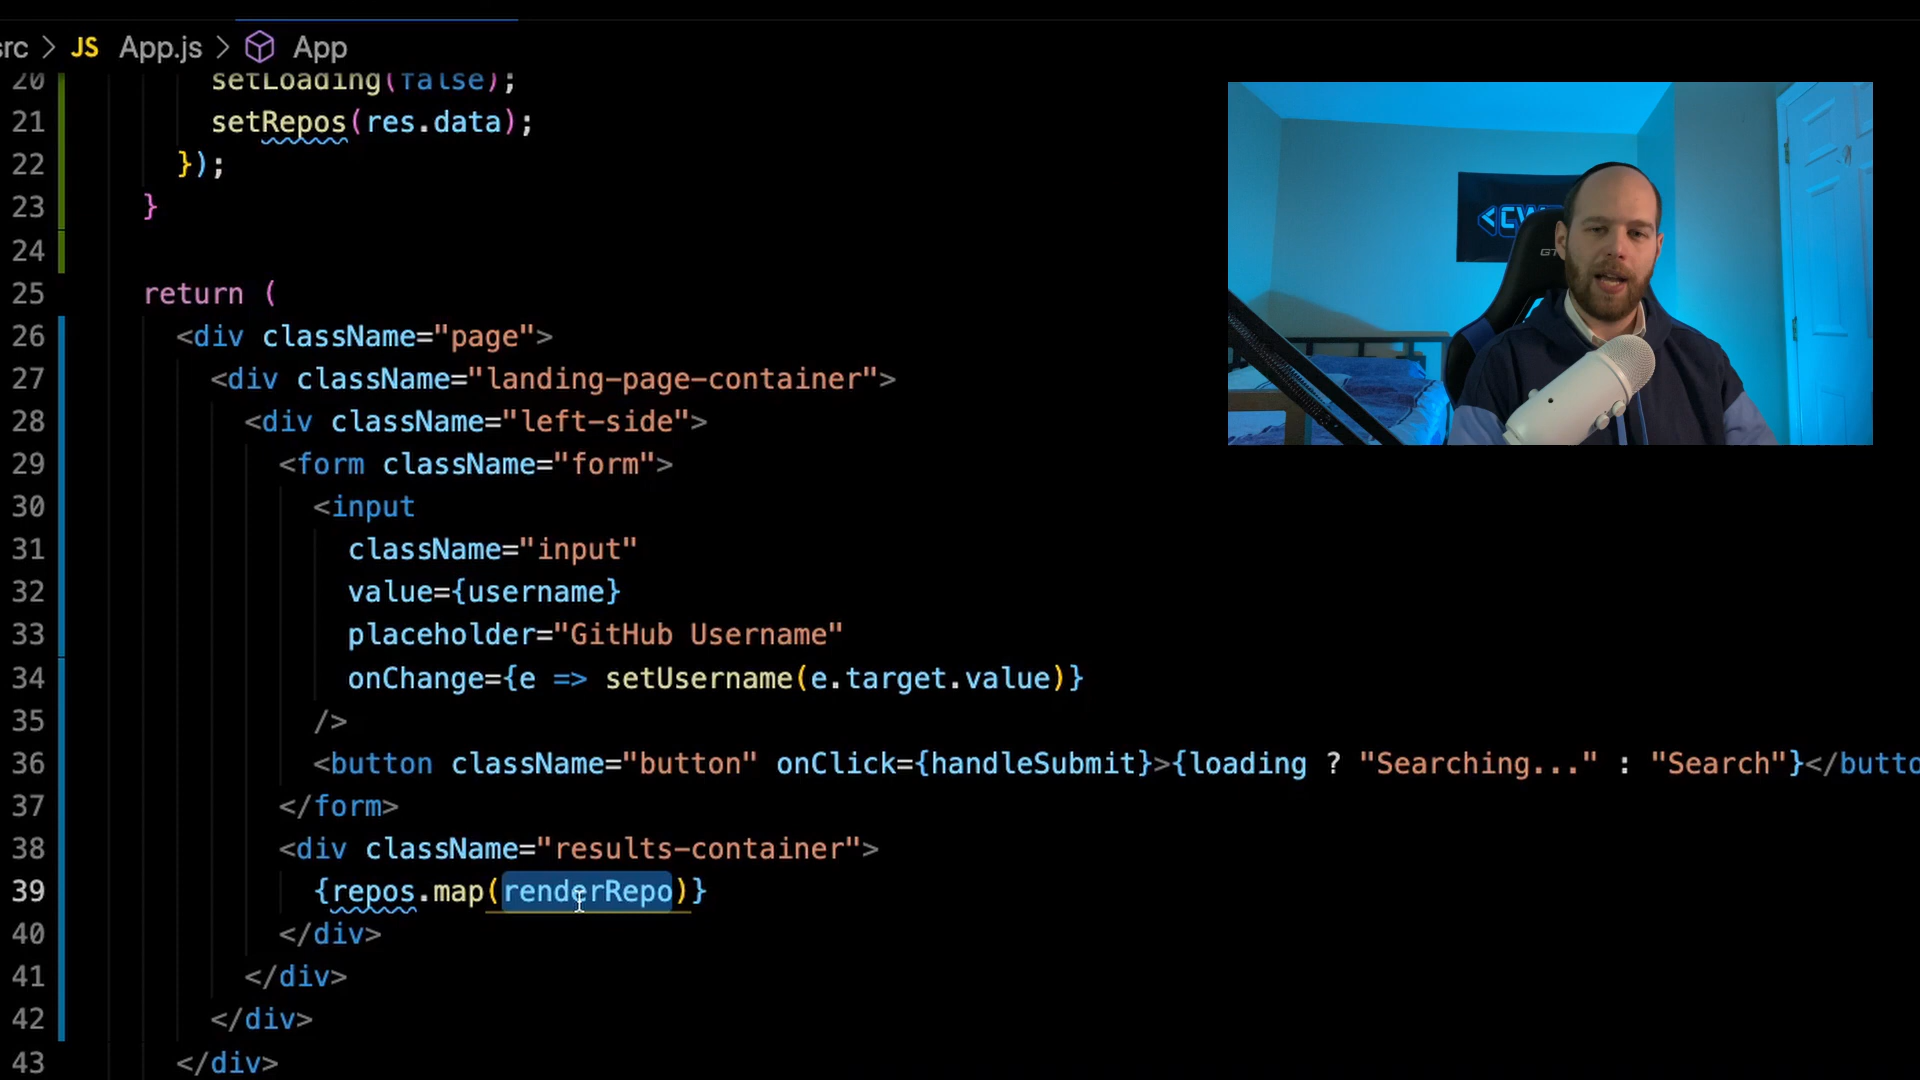 src > JS App.js > App
20 setLoading(false);
21 setRepos(res.data);
22 });
23 }
24
25 return (
26 <div className="page">
27 <div className="landing-page-container">
28 <div className="left-side">
29 <form className="form">
30 <input
31 className="input"
32 value={username}
33 placeholder="GitHub Username"
34 onChange={e => setUsername(e.target.value)}
35 />
36 <button className="button" onClick={handleSubmit}>{loading ? "Searching..." : "Search"}</butto
37 </form>
38 <div className="results-container">
39 {repos.map(renderRepo)}
40 </div>
41 </div>
42 </div>
43 </div>